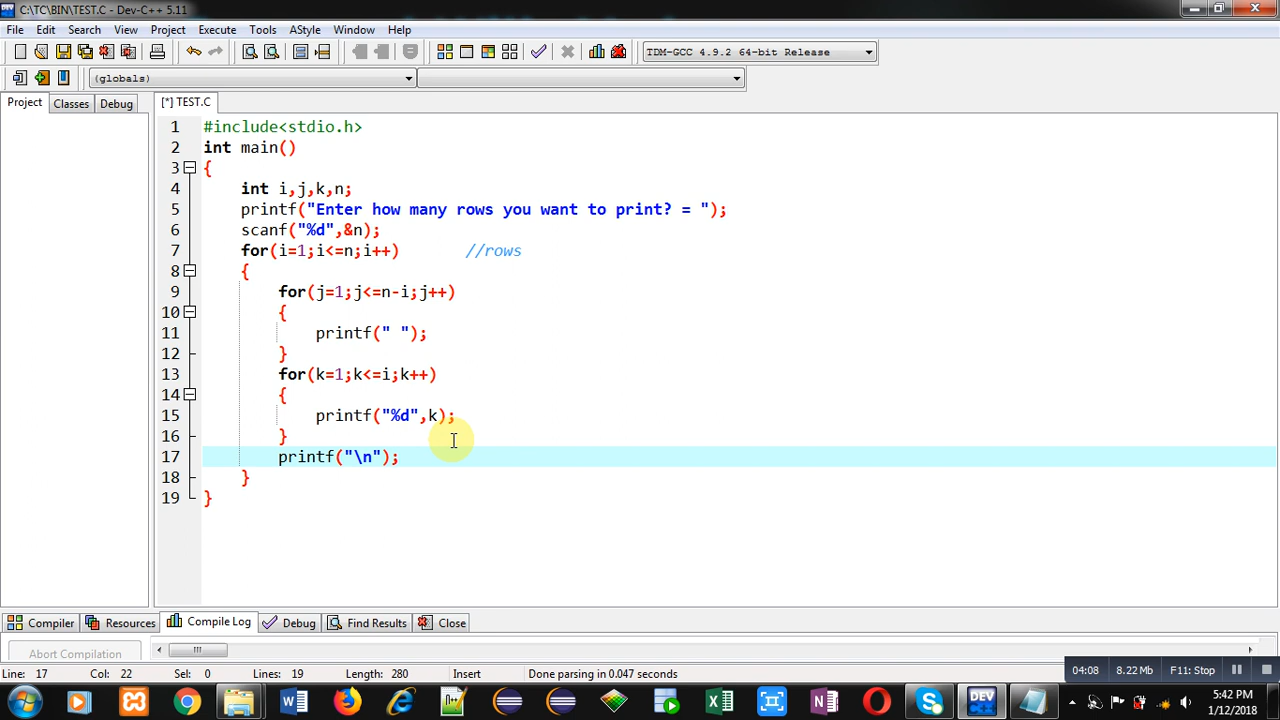 C:\TC\BIN\TEST.C - Dev-C++ 5.11
File Edit Search View Project Execute Tools AStyle Window Help
TDM-GCC 4.9.2 64-bit Release
(globals)
Project Classes Debug [*] TEST.C
1 #include<stdio.h>
2 int main()
3 {
4 int i,j,k,n;
5 printf("Enter how many rows you want to print? = ");
6 scanf("%d",&n);
7 for(i=1;i<=n;i++) //rows
8 {
9 for(j=1;j<=n-i;j++)
10 {
11 printf(" ");
12 }
13 for(k=1;k<=i;k++)
14 {
15 printf("%d",k);
16 }
17 printf("\n");
18 }
19 }
Compiler Resources Compile Log Debug Find Results Close
Abort Compilation
Line: 17 Col: 22 Sel: 0 Lines: 19 Length: 280 Insert Done parsing in 0.047 seconds
04:08 8.22 Mb F11: Stop
5:42 PM
1/12/2018